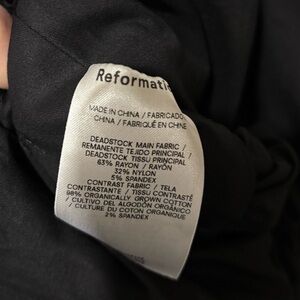 Reformati
MADE IN CHINA / FABRICADO
CHINA / FABRIQUÉ EN CHINE
DEADSTOCK MAIN FABRIC /
REMANENTE TEJIDO PRINCIPAL /
DEADSTOCK TISSU PRINCIPAL
63% RAYON / RAYÓN
32% NYLON
5% SPANDEX
CONTRAST FABRIC / TELA
CONTRASTANTE / TISSU CONTRASTÉ
98% ORGANICALLY GROWN COTTON
/ CULTIVO DEL ALGODÓN ORGÁNICO
/ CULTURE DU COTON ORGANIQUE
2% SPANDEX